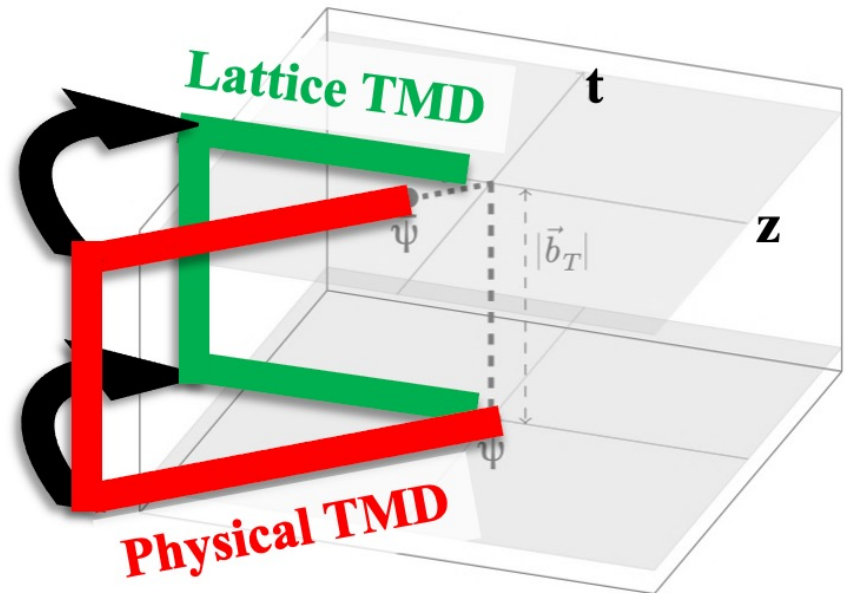 Lattice TMD
t
z
ψ̄
|b⃗_T|
ψ
Physical TMD